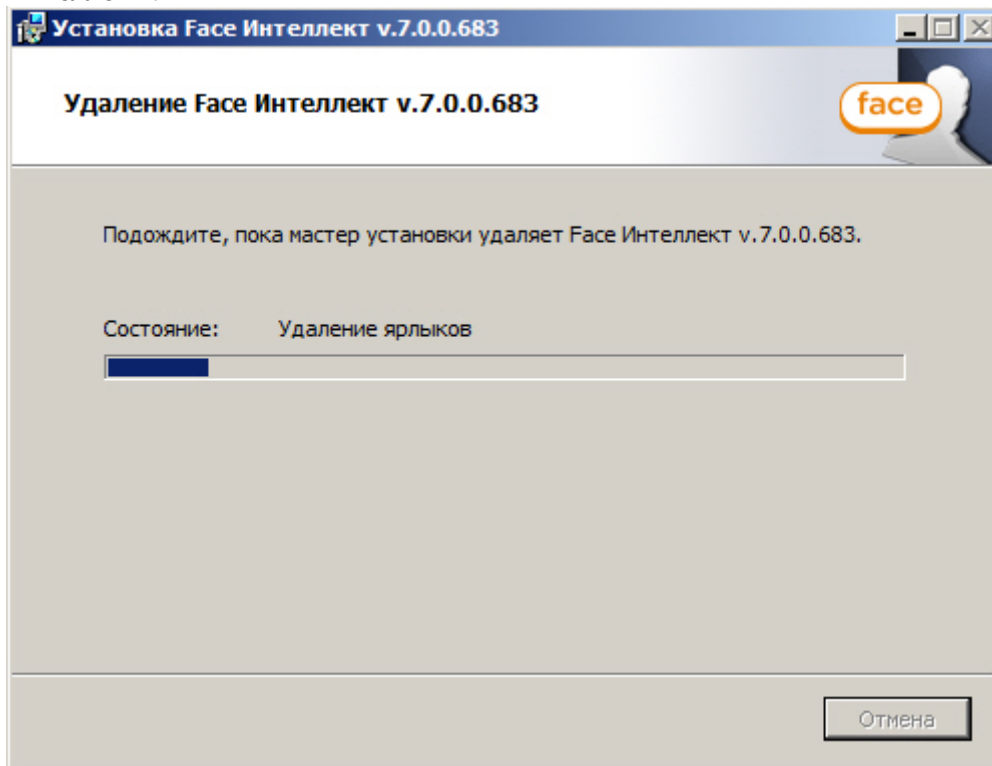 Установка Face Интеллект v.7.0.0.683
Удаление Face Интеллект v.7.0.0.683
face
Подождите, пока мастер установки удаляет Face Интеллект v.7.0.0.683.
Состояние: Удаление ярлыков
Отмена